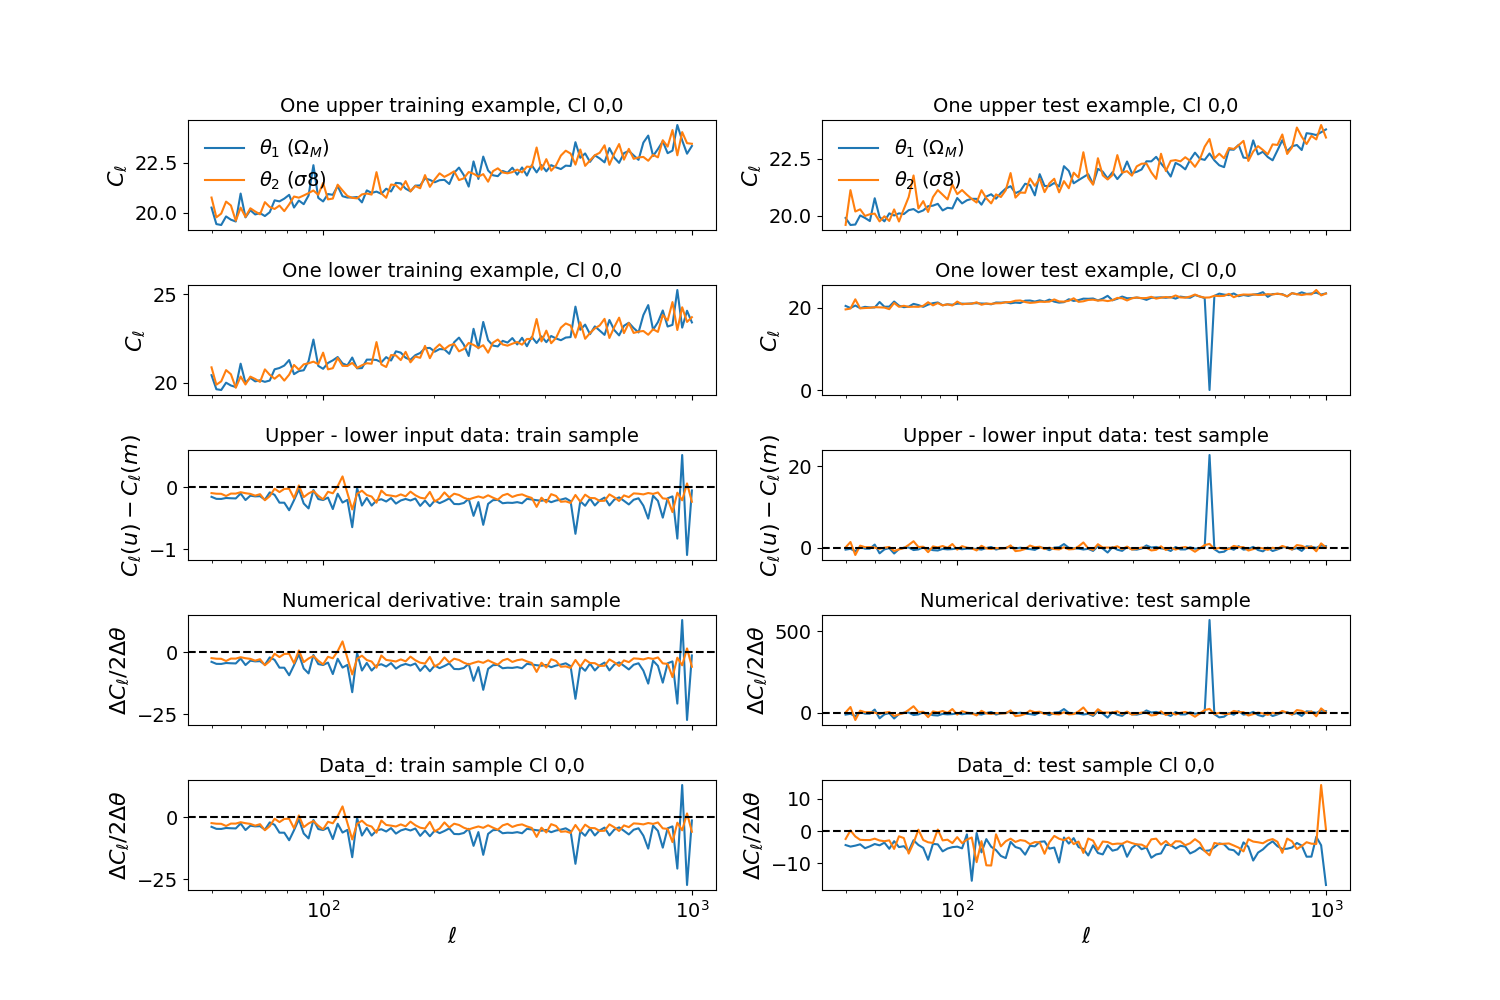 One upper training example, Cl 0,0
One upper test example, Cl 0,0
θ₁ (Ω_M)
θ₂ (σ8)
θ₁ (Ω_M)
θ₂ (σ8)
22.5
20.0
C_ℓ
22.5
20.0
C_ℓ
One lower training example, Cl 0,0
One lower test example, Cl 0,0
25
20
C_ℓ
20
0
C_ℓ
Upper - lower input data: train sample
Upper - lower input data: test sample
0
−1
C_ℓ(u) − C_ℓ(m)
20
0
C_ℓ(u) − C_ℓ(m)
Numerical derivative: train sample
Numerical derivative: test sample
0
−25
ΔC_ℓ/2Δθ
500
0
ΔC_ℓ/2Δθ
Data_d: train sample Cl 0,0
Data_d: test sample Cl 0,0
0
−25
ΔC_ℓ/2Δθ
10
0
−10
ΔC_ℓ/2Δθ
10² 10³
10² 10³
ℓ
ℓ